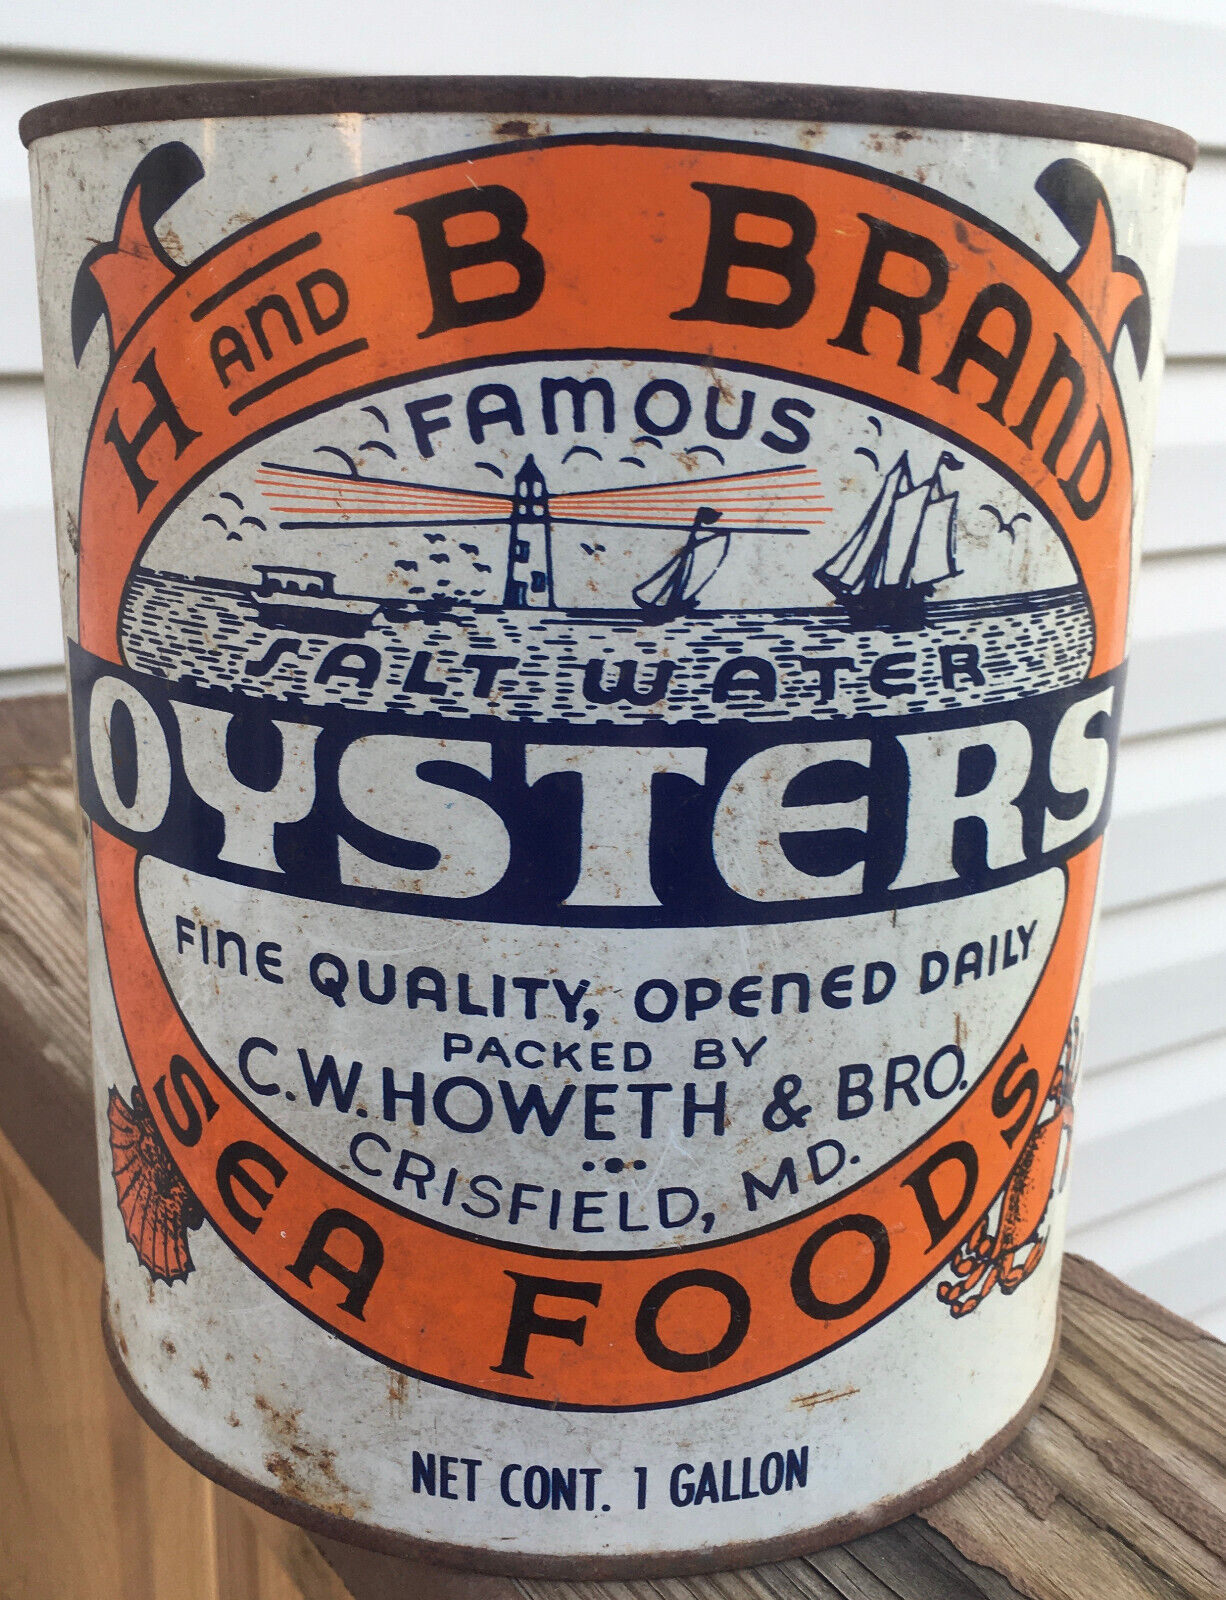 H AND B BRAND
FAMOUS
SALT WATER
OYSTERS
FINE QUALITY, OPENED DAILY
PACKED BY
C.W. HOWETH & BRO.
CRISFIELD, MD.
SEA FOODS
NET CONT. 1 GALLON